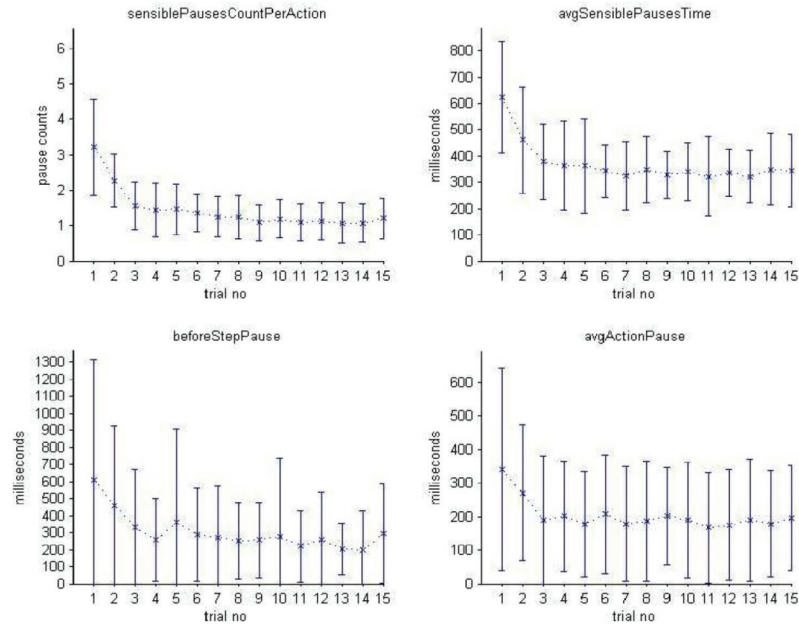 sensiblePausesCountPerAction
pause counts
6
5
4
3
2
1
0
1 2 3 4 5 6 7 8 9 10 11 12 13 14 15
trial no
avgSensiblePausesTime
milliseconds
800
700
600
500
400
300
200
100
0
1 2 3 4 5 6 7 8 9 10 11 12 13 14 15
trial no
beforeStepPause
milliseconds
1300
1200
1100
1000
900
800
700
600
500
400
300
200
100
0
1 2 3 4 5 6 7 8 9 10 11 12 13 14 15
trial no
avgActionPause
milliseconds
600
500
400
300
200
100
0
1 2 3 4 5 6 7 8 9 10 11 12 13 14 15
trial no